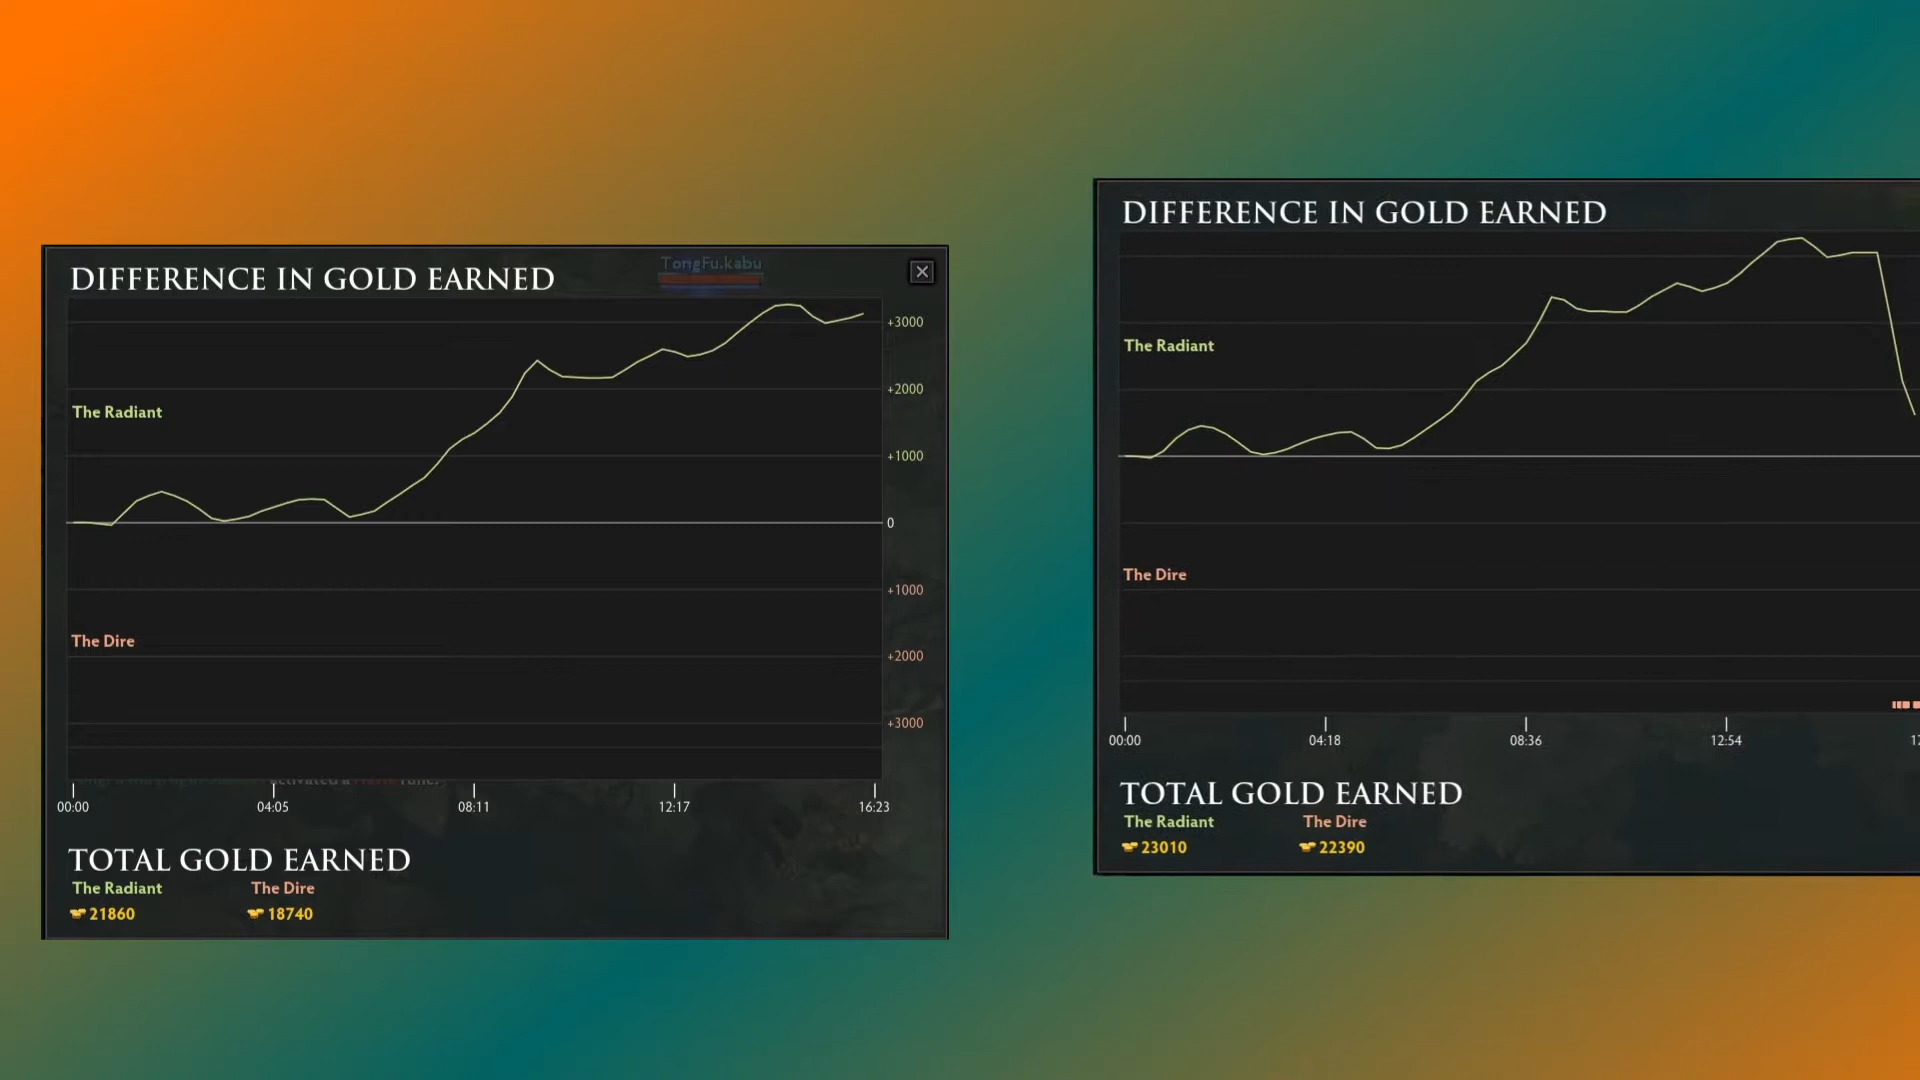 DIFFERENCE IN GOLD EARNED
TongFu.kabu
+3000
+2000
The Radiant
+1000
0
+1000
The Dire
+2000
+3000
activated a
rune.
00:00
04:05
08:11
12:17
16:23
TOTAL GOLD EARNED
The Radiant
The Dire
21860
18740
DIFFERENCE IN GOLD EARNED
The Radiant
The Dire
00:00
04:18
08:36
12:54
TOTAL GOLD EARNED
The Radiant
The Dire
23010
22390